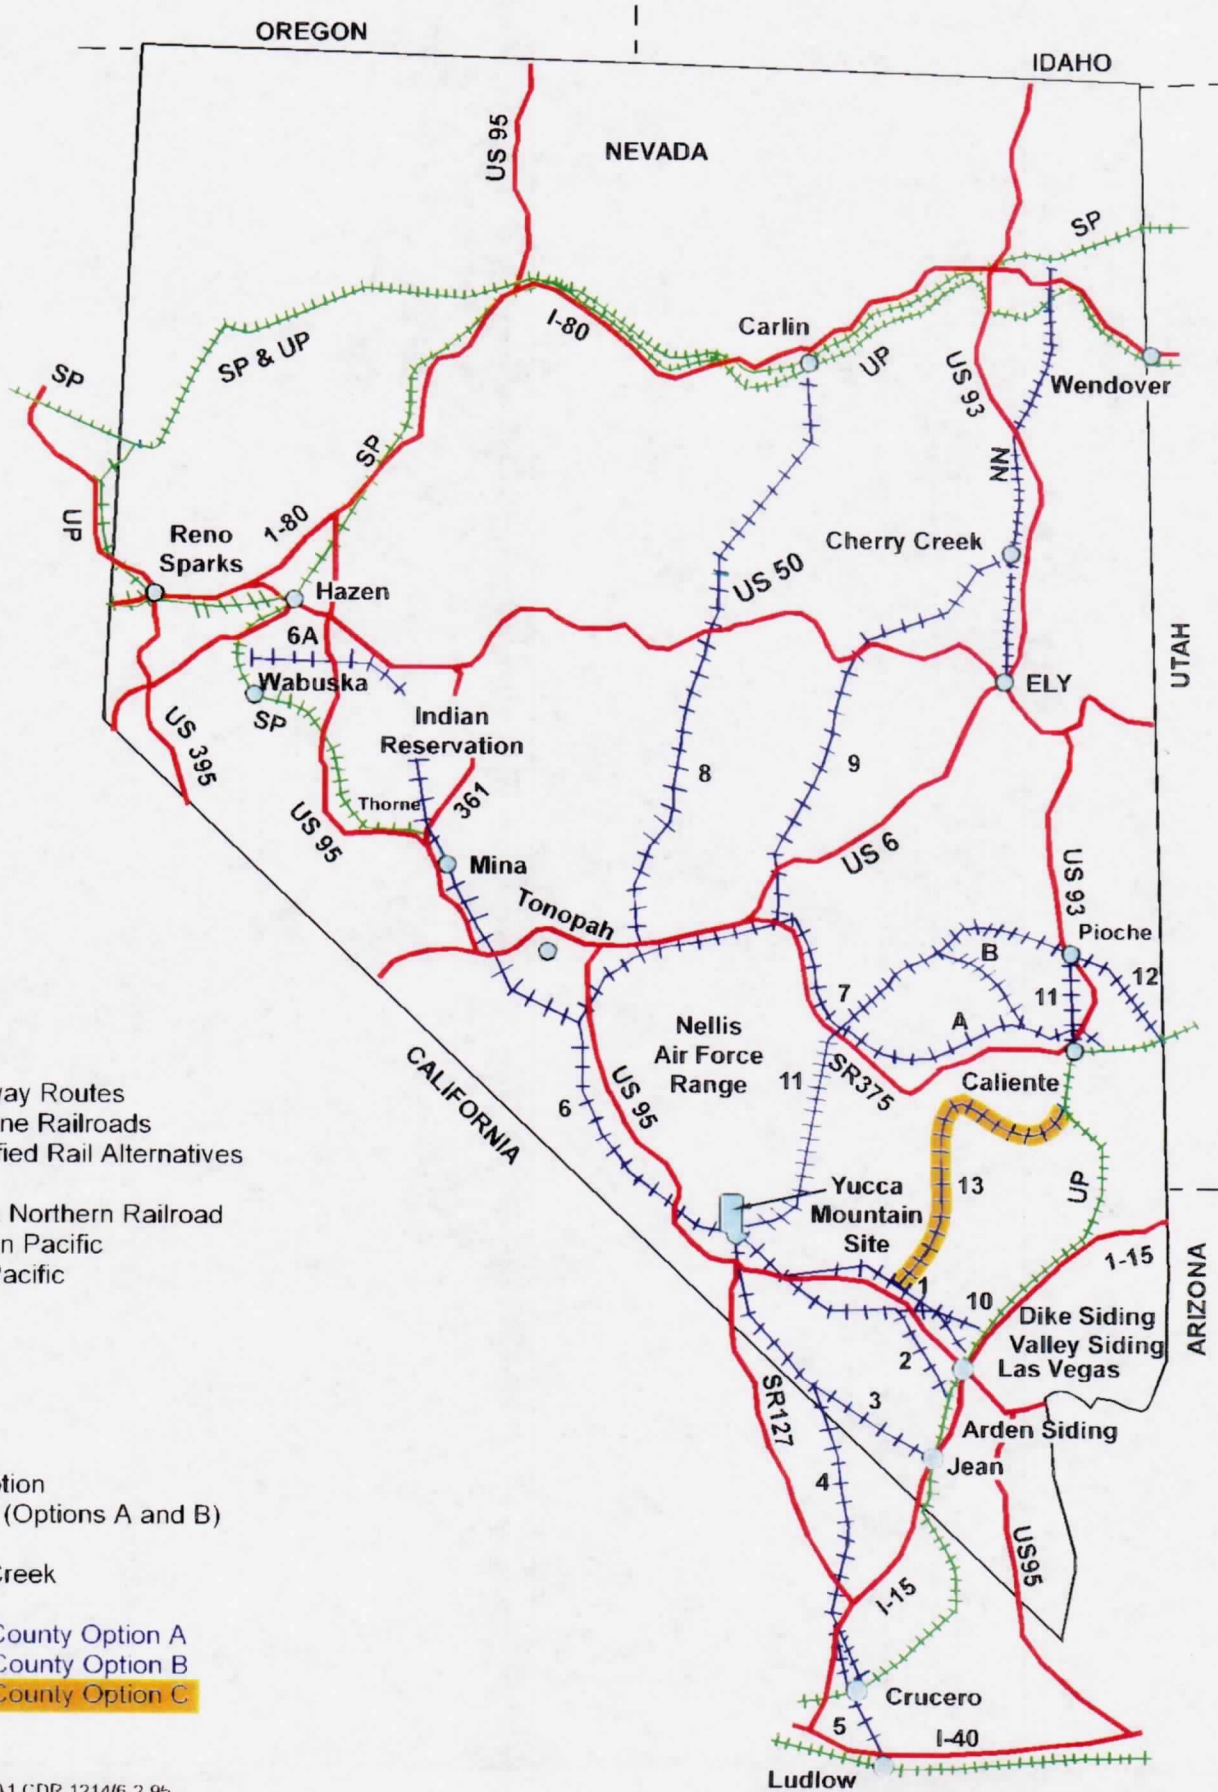 OREGON
IDAHO
US 95
NEVADA
SP
SP & UP
I-80
Carlin
UP
US 93
Wendover
SP
SP
NN
UP
Reno
Sparks
1-80
Cherry Creek
US 50
Hazen
6A
Wabuska
SP
ELY
UTAH
US 395
Indian
Reservation
8
9
Thorne
361
US 95
Mina
US 6
US 93
Tonopah
Pioche
B
12
7
11
A
Nellis
Air Force
Range
11
SR375
Caliente
CALIFORNIA
US 95
6
way Routes
ne Railroads
fied Rail Alternatives
Northern Railroad
n Pacific
Pacific
Yucca
Mountain
Site
13
UP
1-15
ARIZONA
1
10
Dike Siding
Valley Siding
Las Vegas
2
3
SR127
Arden Siding
Jean
4
US95
I-15
tion
(Options A and B)
Creek
County Option A
County Option B
County Option C
Crucero
5
I-40
Ludlow